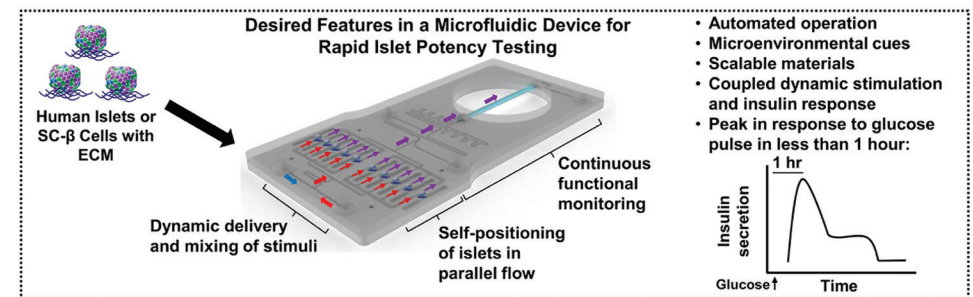 Desired Features in a Microfluidic Device for
Rapid Islet Potency Testing
Human Islets or
SC-β Cells with
ECM
Dynamic delivery
and mixing of stimuli
Self-positioning
of islets in
parallel flow
Continuous
functional
monitoring
• Automated operation
• Microenvironmental cues
• Scalable materials
• Coupled dynamic stimulation
and insulin response
• Peak in response to glucose
pulse in less than 1 hour:
1 hr
Insulin
secretion
Glucose
Time